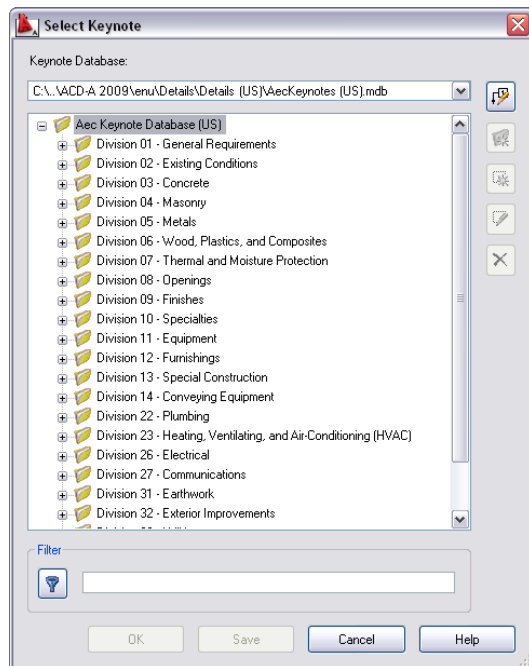 Select Keynote
Keynote Database:
C:\..\ACD-A 2009\enu\Details\Details (US)\AecKeynotes (US).mdb
Aec Keynote Database (US)
Division 01 - General Requirements
Division 02 - Existing Conditions
Division 03 - Concrete
Division 04 - Masonry
Division 05 - Metals
Division 06 - Wood, Plastics, and Composites
Division 07 - Thermal and Moisture Protection
Division 08 - Openings
Division 09 - Finishes
Division 10 - Specialties
Division 11 - Equipment
Division 12 - Furnishings
Division 13 - Special Construction
Division 14 - Conveying Equipment
Division 22 - Plumbing
Division 23 - Heating, Ventilating, and Air-Conditioning (HVAC)
Division 26 - Electrical
Division 27 - Communications
Division 31 - Earthwork
Division 32 - Exterior Improvements
Filter
OK
Save
Cancel
Help